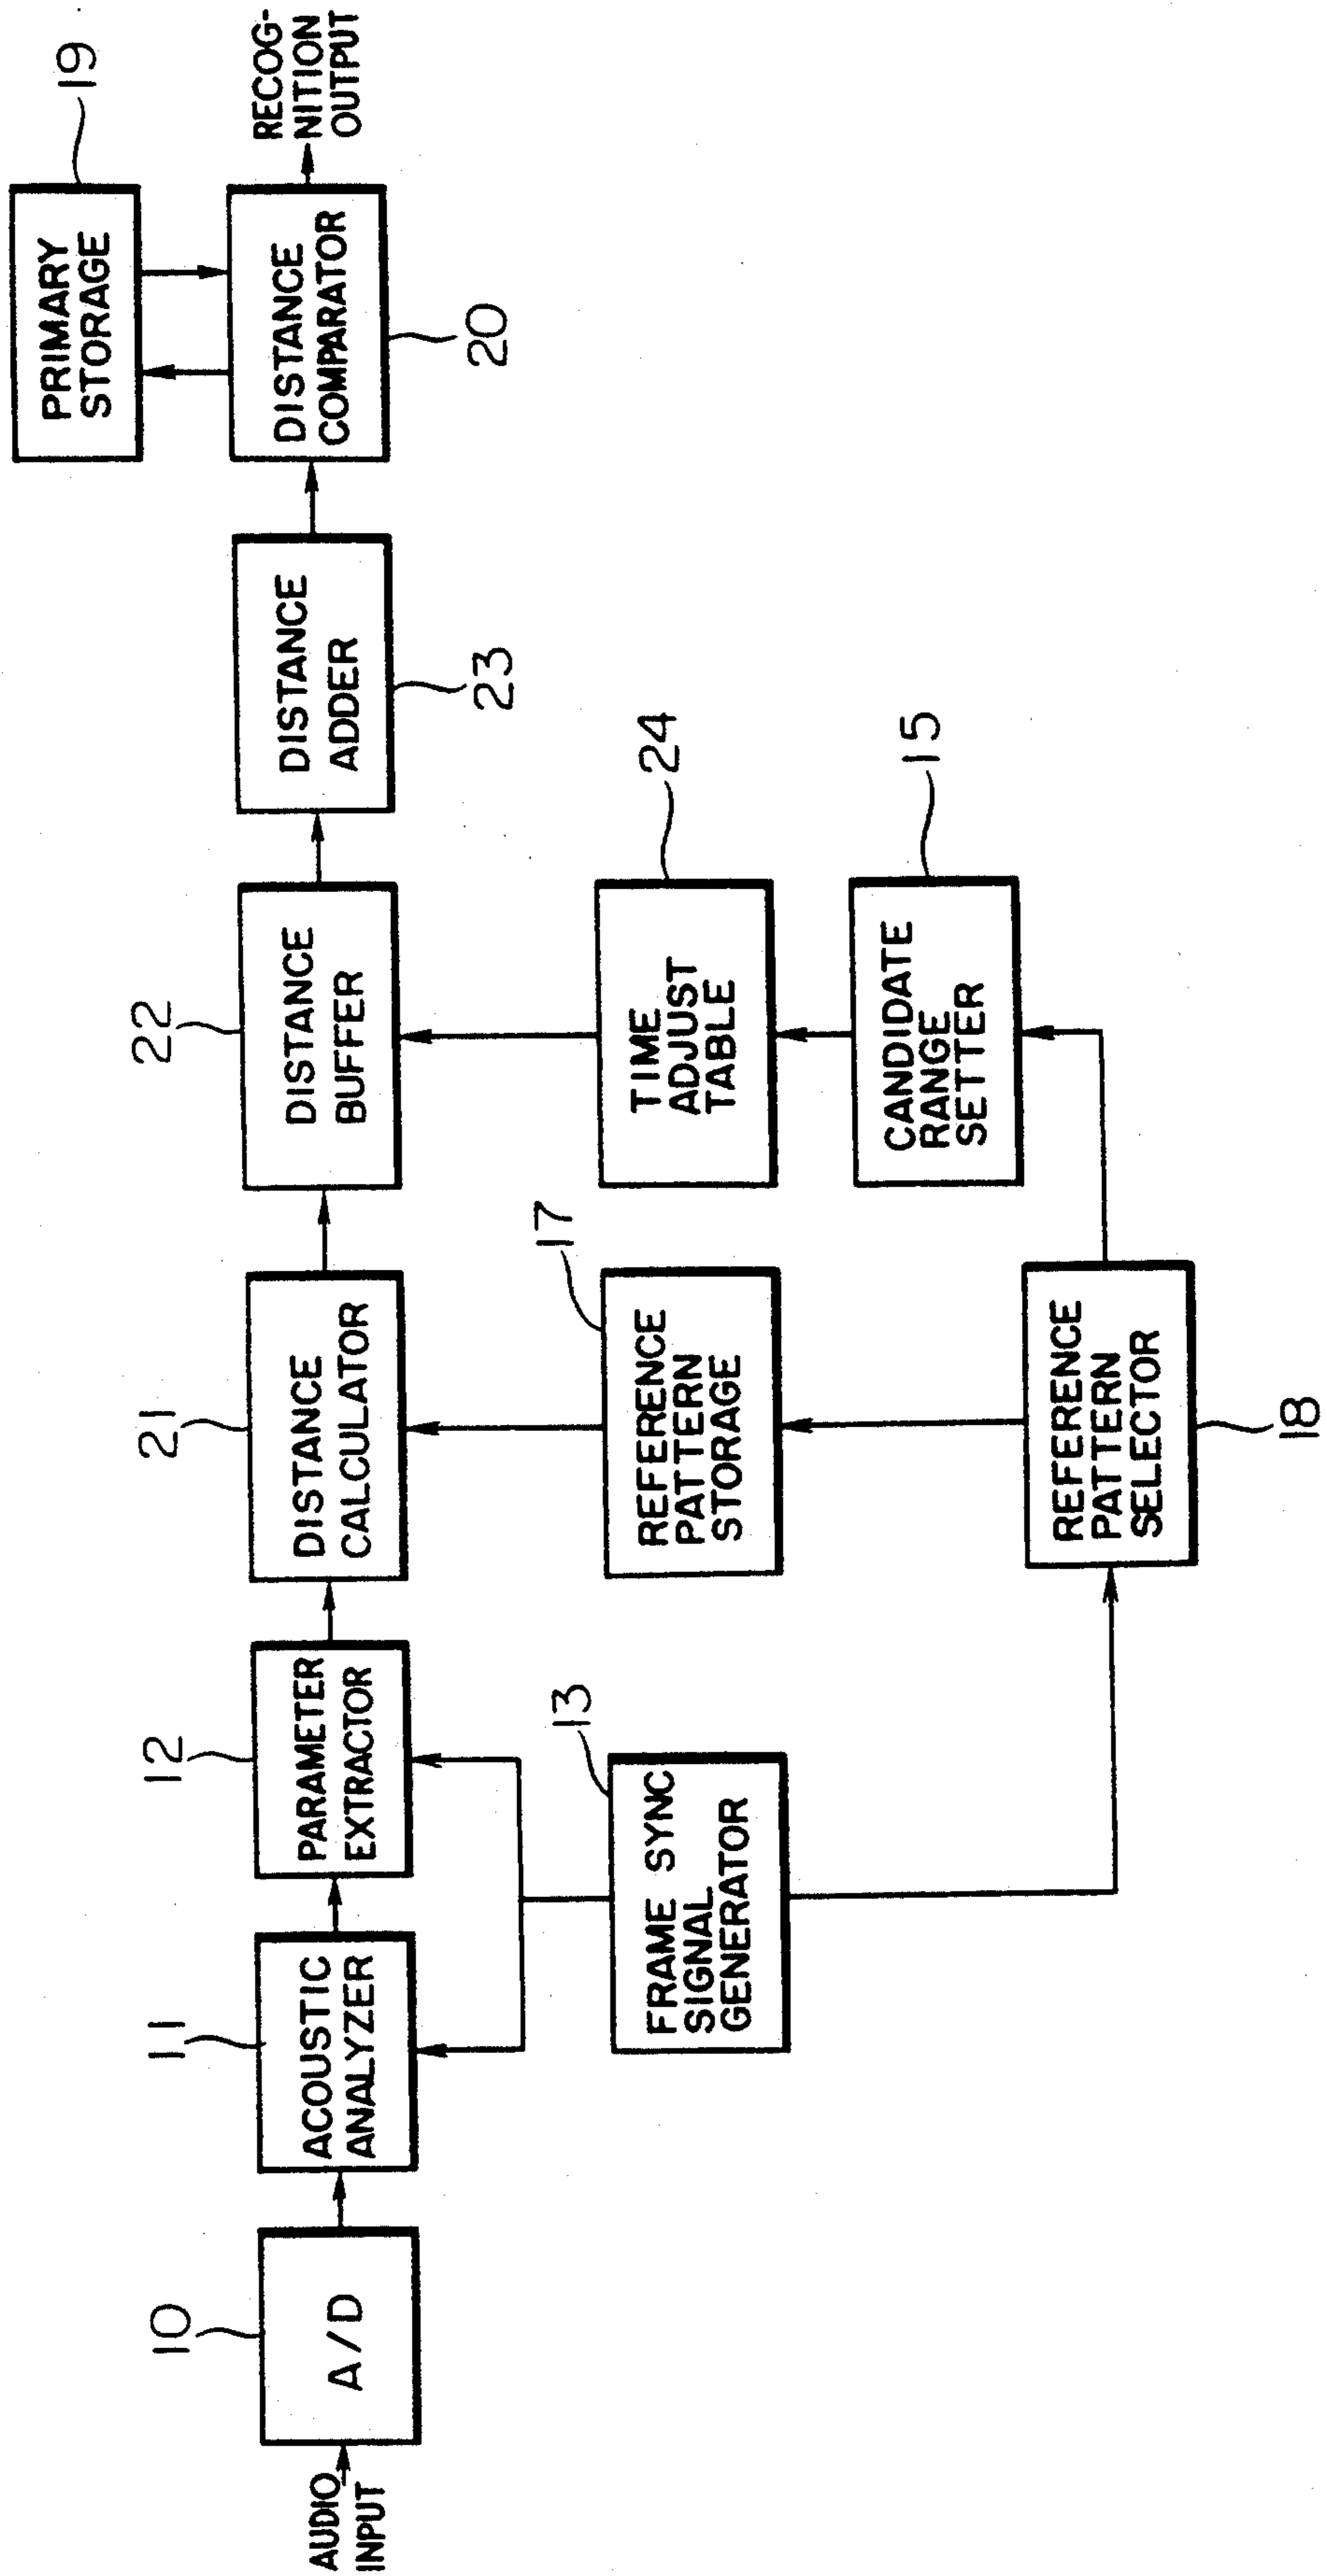 AUDIO
INPUT
10
A/D
11
ACOUSTIC
ANALYZER
12
PARAMETER
EXTRACTOR
21
DISTANCE
CALCULATOR
22
DISTANCE
BUFFER
DISTANCE
ADDER
23
DISTANCE
COMPARATOR
20
PRIMARY
STORAGE
19
RECOG-
NITION
OUTPUT
13
FRAME SYNC
SIGNAL
GENERATOR
17
REFERENCE
PATTERN
STORAGE
TIME
ADJUST
TABLE
24
CANDIDATE
RANGE
SETTER
15
REFERENCE
PATTERN
SELECTOR
18